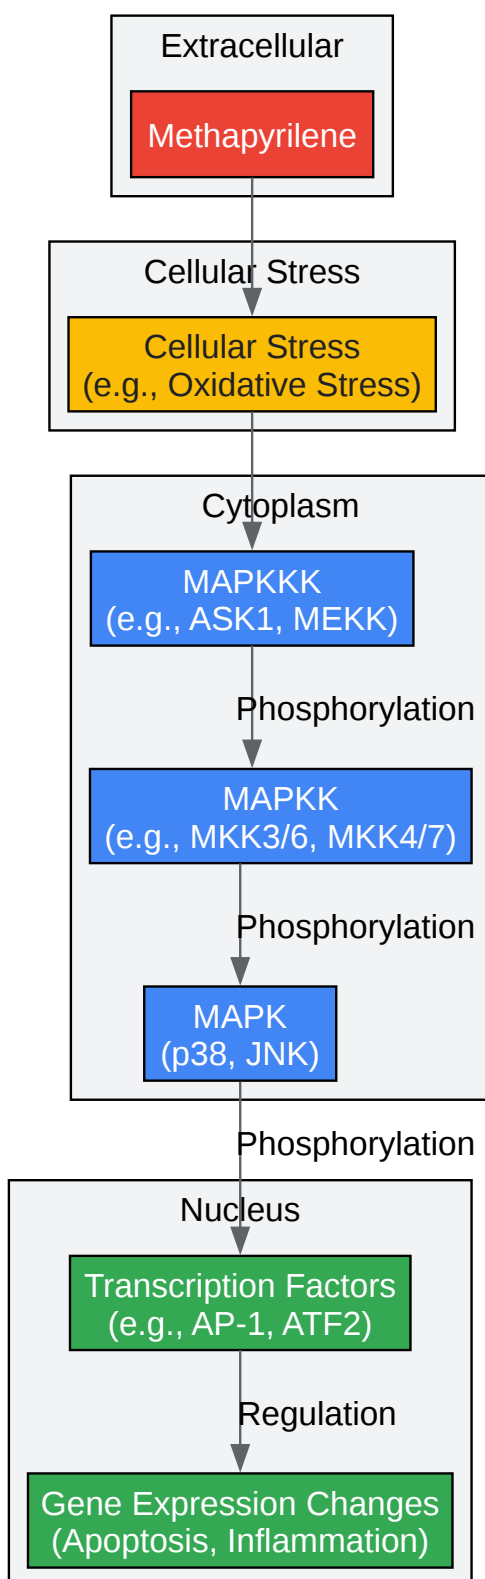 Extracellular
Methapyrilene
Cellular Stress
Cellular Stress
(e.g., Oxidative Stress)
Cytoplasm
MAPKKK
(e.g., ASK1, MEKK)
Phosphorylation
MAPKK
(e.g., MKK3/6, MKK4/7)
Phosphorylation
MAPK
(p38, JNK)
Phosphorylation
Nucleus
Transcription Factors
(e.g., AP-1, ATF2)
Regulation
Gene Expression Changes
(Apoptosis, Inflammation)